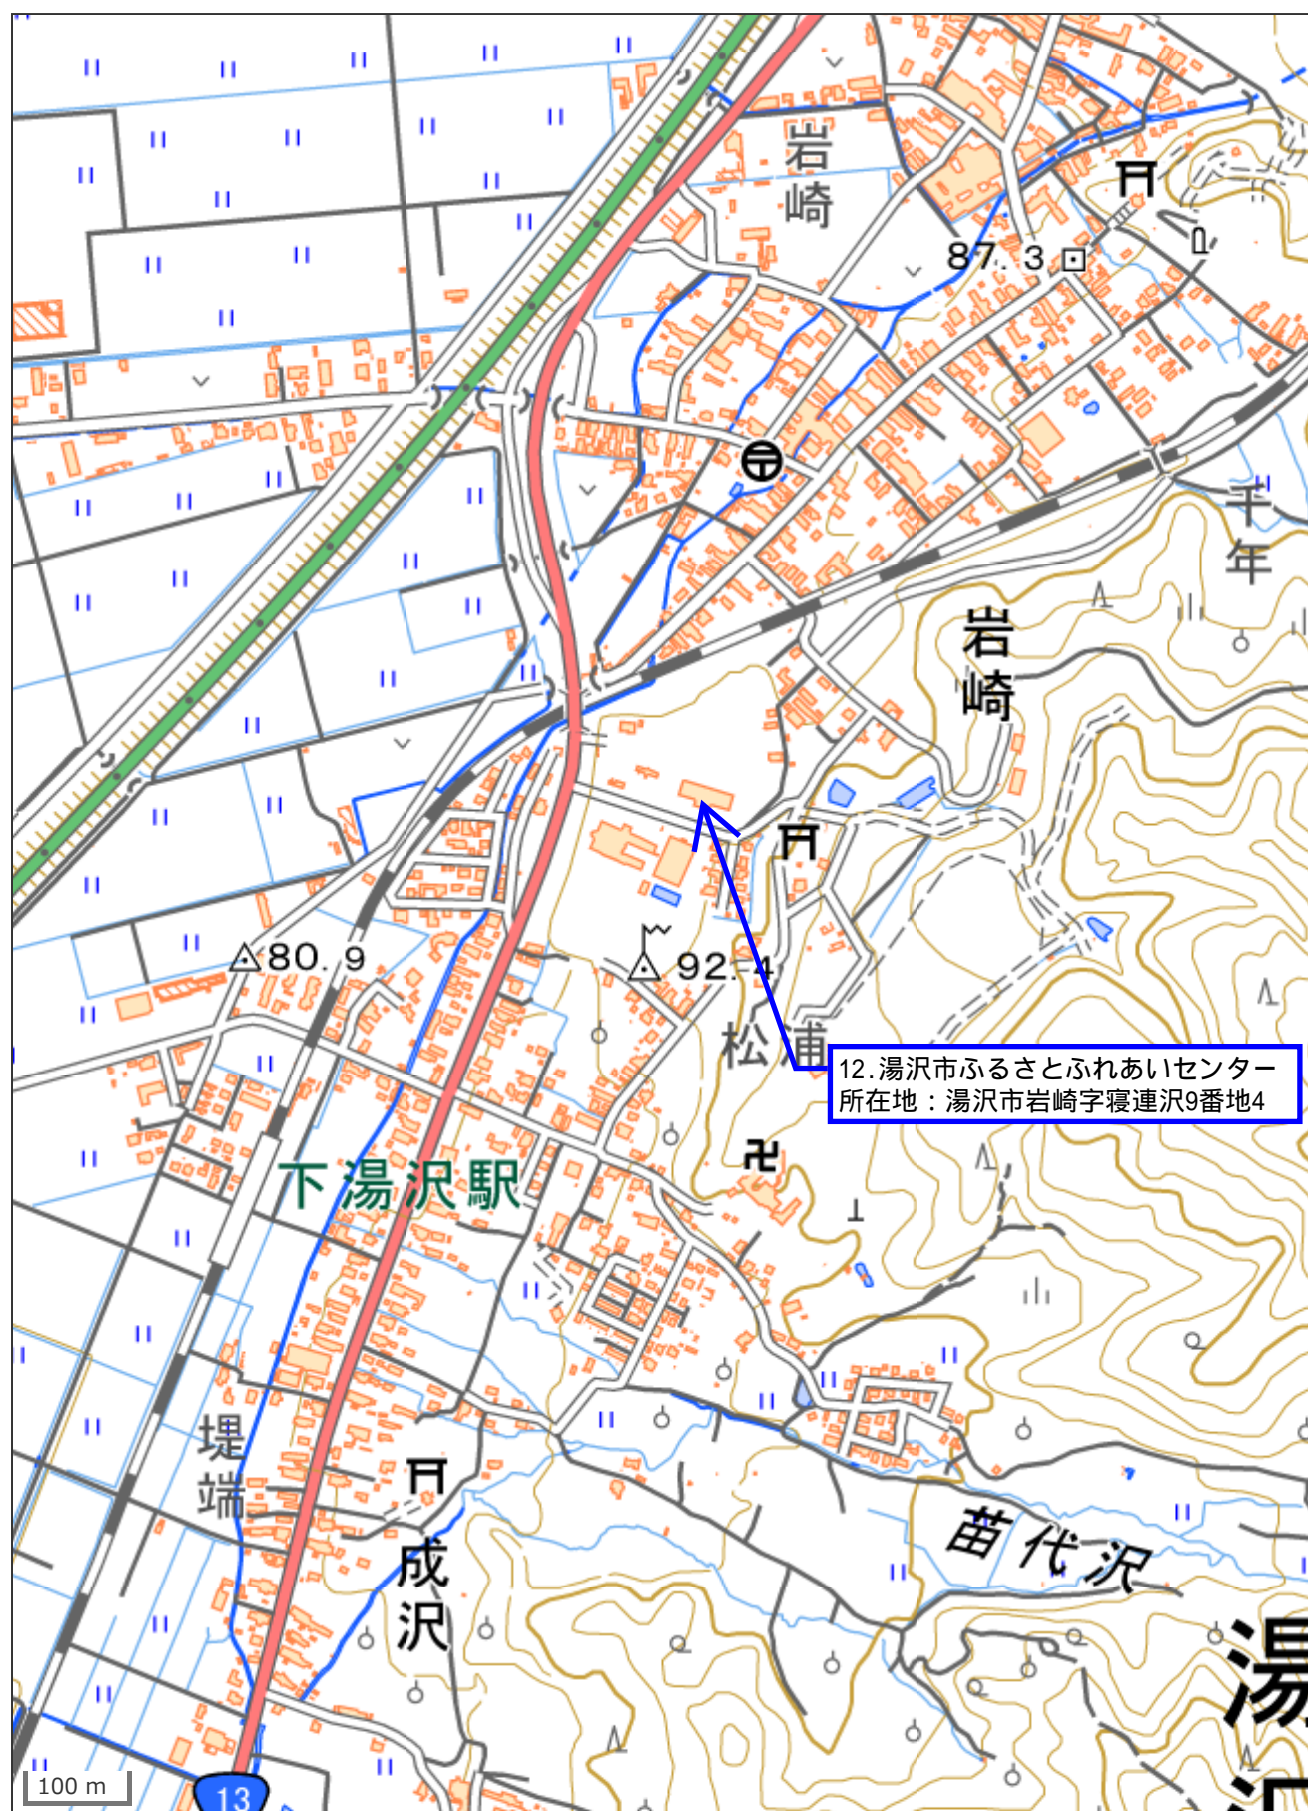 岩崎
87.3
千年
岩崎
80.9
92.4
松浦
12.湯沢市ふるさとふれあいセンター
所在地：湯沢市岩崎字寝連沢9番地4
下湯沢駅
堤端
成沢
苗代沢
湯
沢
100 m
13